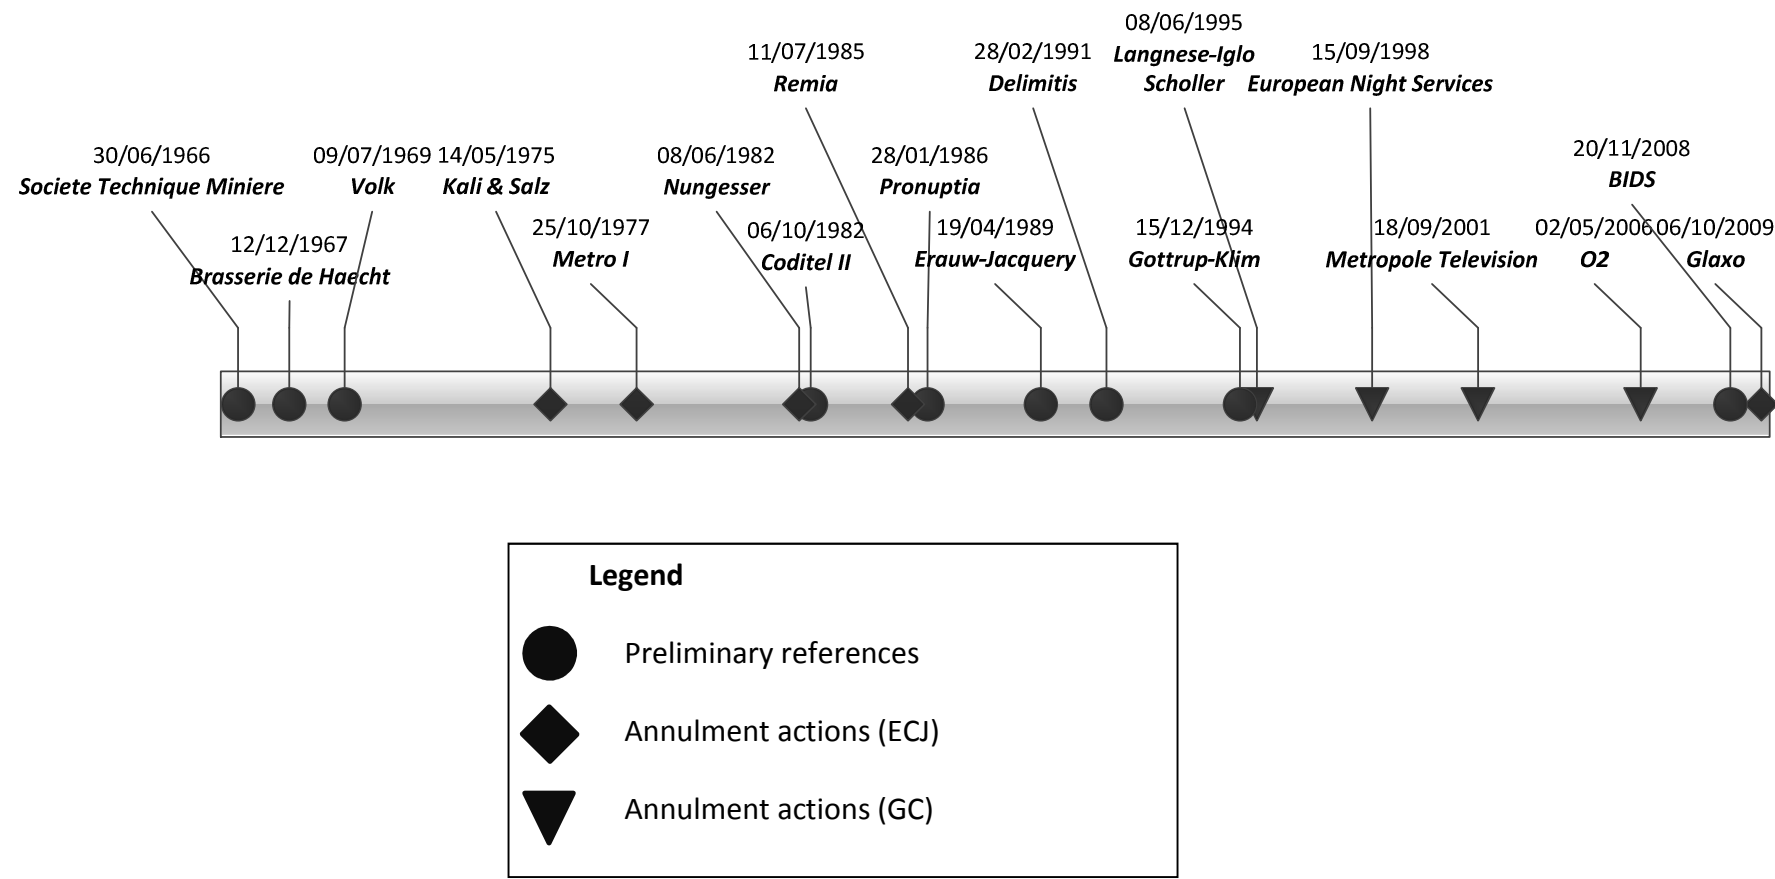 08/06/1995
Langnese-Iglo
Scholler
11/07/1985
Remia
28/02/1991
Delimitis
15/09/1998
European Night Services
30/06/1966
Societe Technique Miniere
09/07/1969
Volk
14/05/1975
Kali & Salz
08/06/1982
Nungesser
28/01/1986
Pronuptia
20/11/2008
BIDS
12/12/1967
Brasserie de Haecht
25/10/1977
Metro I
06/10/1982
Coditel II
19/04/1989
Erauw-Jacquery
15/12/1994
Gottrup-Klim
18/09/2001
Metropole Television
02/05/2006
O2
06/10/2009
Glaxo
Legend
Preliminary references
Annulment actions (ECJ)
Annulment actions (GC)